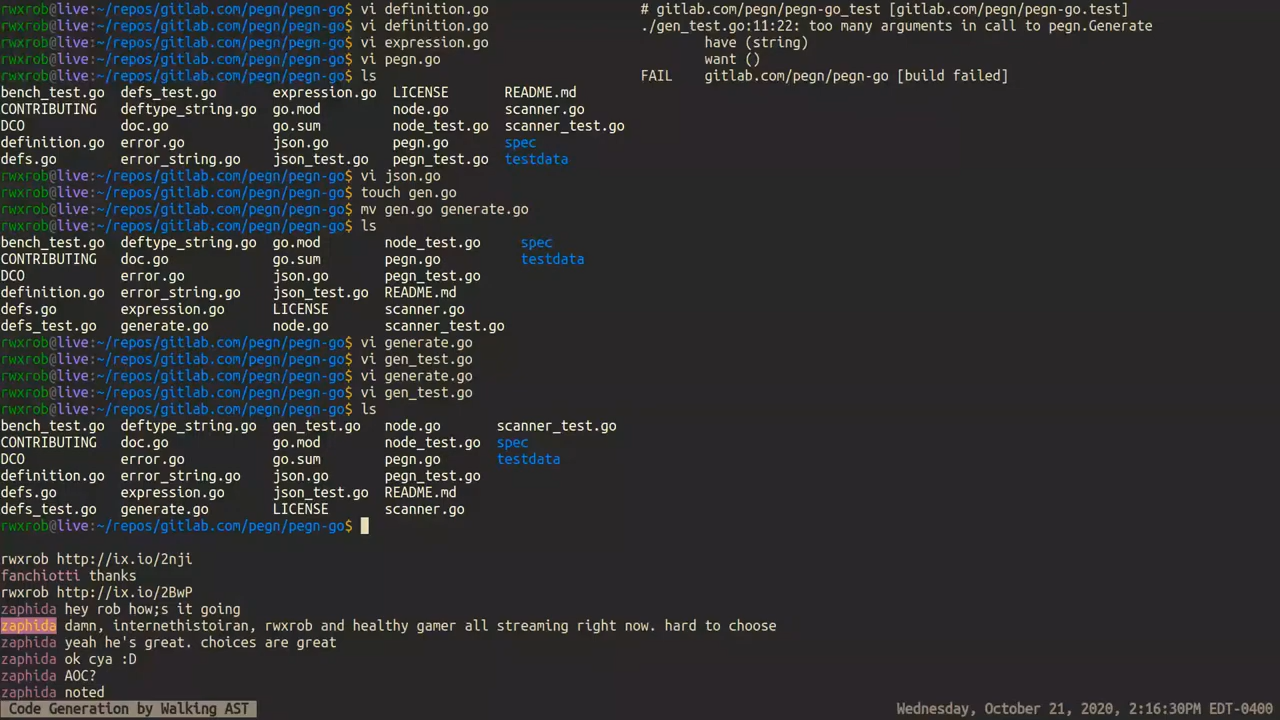 rwxrob@live:~/repos/gitlab.com/pegn/pegn-go$ vi definition.go
rwxrob@live:~/repos/gitlab.com/pegn/pegn-go$ vi definition.go
rwxrob@live:~/repos/gitlab.com/pegn/pegn-go$ vi expression.go
rwxrob@live:~/repos/gitlab.com/pegn/pegn-go$ vi pegn.go
rwxrob@live:~/repos/gitlab.com/pegn/pegn-go$ ls
bench_test.go  defs_test.go       expression.go  LICENSE       README.md
CONTRIBUTING   deftype_string.go  go.mod         node.go       scanner.go
DCO            doc.go             go.sum         node_test.go  scanner_test.go
definition.go  error.go           json.go        pegn.go       spec
defs.go        error_string.go    json_test.go   pegn_test.go  testdata
rwxrob@live:~/repos/gitlab.com/pegn/pegn-go$ vi json.go
rwxrob@live:~/repos/gitlab.com/pegn/pegn-go$ touch gen.go
rwxrob@live:~/repos/gitlab.com/pegn/pegn-go$ mv gen.go generate.go
rwxrob@live:~/repos/gitlab.com/pegn/pegn-go$ ls
bench_test.go  deftype_string.go  go.mod        node_test.go     spec
CONTRIBUTING   doc.go             go.sum        pegn.go          testdata
DCO            error.go           json.go       pegn_test.go
definition.go  error_string.go    json_test.go  README.md
defs.go        expression.go      LICENSE       scanner.go
defs_test.go   generate.go        node.go       scanner_test.go
rwxrob@live:~/repos/gitlab.com/pegn/pegn-go$ vi generate.go
rwxrob@live:~/repos/gitlab.com/pegn/pegn-go$ vi gen_test.go
rwxrob@live:~/repos/gitlab.com/pegn/pegn-go$ vi generate.go
rwxrob@live:~/repos/gitlab.com/pegn/pegn-go$ vi gen_test.go
rwxrob@live:~/repos/gitlab.com/pegn/pegn-go$ ls
bench_test.go  deftype_string.go  gen_test.go   node.go       scanner_test.go
CONTRIBUTING   doc.go             go.mod        node_test.go  spec
DCO            error.go           go.sum        pegn.go       testdata
definition.go  error_string.go    json.go       pegn_test.go
defs.go        expression.go      json_test.go  README.md
defs_test.go   generate.go        LICENSE       scanner.go
rwxrob@live:~/repos/gitlab.com/pegn/pegn-go$
# gitlab.com/pegn/pegn-go_test [gitlab.com/pegn/pegn-go.test]
./gen_test.go:11:22: too many arguments in call to pegn.Generate
have (string)
want ()
FAIL    gitlab.com/pegn/pegn-go [build failed]
rwxrob http://ix.io/2nji
fanchiotti thanks
rwxrob http://ix.io/2BwP
zaphida hey rob how;s it going
zaphida damn, internethistoiran, rwxrob and healthy gamer all streaming right now. hard to choose
zaphida yeah he's great. choices are great
zaphida ok cya :D
zaphida AOC?
zaphida noted
Code Generation by Walking AST
Wednesday, October 21, 2020, 2:16:30PM EDT-0400